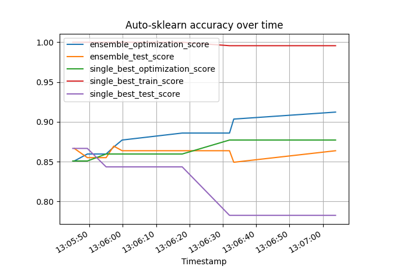 Auto-sklearn accuracy over time
ensemble_optimization_score
ensemble_test_score
single_best_optimization_score
single_best_train_score
single_best_test_score
1.00
0.95
0.90
0.85
0.80
13:05:50
13:06:00
13:06:10
13:06:20
13:06:30
13:06:40
13:06:50
13:07:00
Timestamp